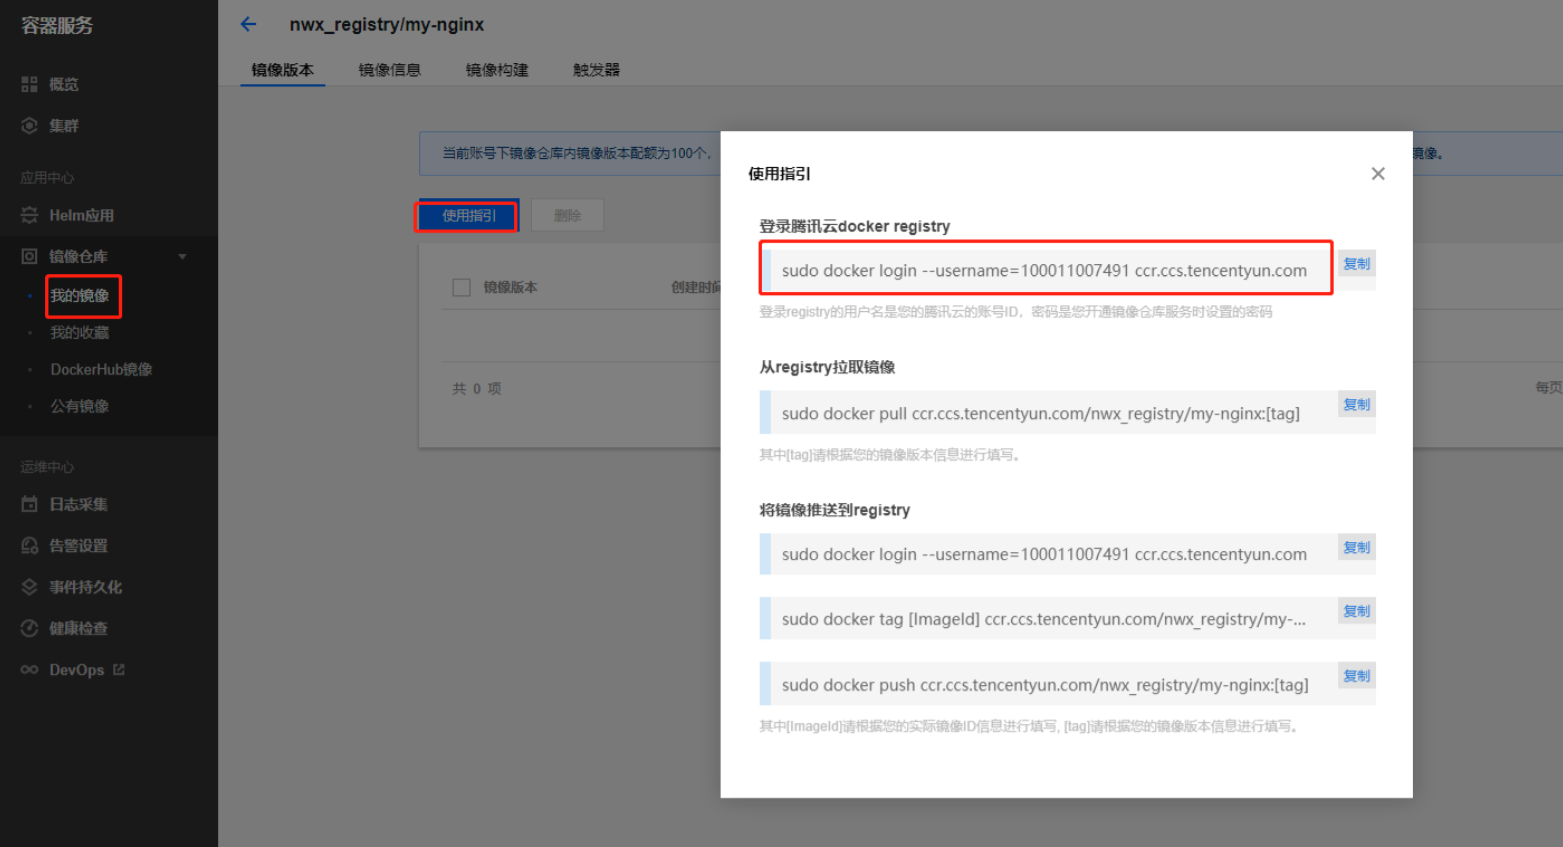 容器服务
概览
集群
应用中心
Helm应用
镜像仓库
我的镜像
我的收藏
DockerHub镜像
公有镜像
运维中心
日志采集
告警设置
事件持久化
健康检查
DevOps
nwx_registry/my-nginx
镜像版本 镜像信息 镜像构建 触发器
当前账号下镜像仓库内镜像版本配额为100个，
镜像。
使用指引 删除
镜像版本 创建时间
共 0 项
每页
使用指引
登录腾讯云docker registry
sudo docker login --username=100011007491 ccr.ccs.tencentyun.com 复制
登录registry的用户名是您的腾讯云的账号ID，密码是您开通镜像仓库服务时设置的密码
从registry拉取镜像
sudo docker pull ccr.ccs.tencentyun.com/nwx_registry/my-nginx:[tag] 复制
其中[tag]请根据您的镜像版本信息进行填写。
将镜像推送到registry
sudo docker login --username=100011007491 ccr.ccs.tencentyun.com 复制
sudo docker tag [ImageId] ccr.ccs.tencentyun.com/nwx_registry/my-... 复制
sudo docker push ccr.ccs.tencentyun.com/nwx_registry/my-nginx:[tag] 复制
其中[ImageId]请根据您的实际镜像ID信息进行填写, [tag]请根据您的镜像版本信息进行填写。